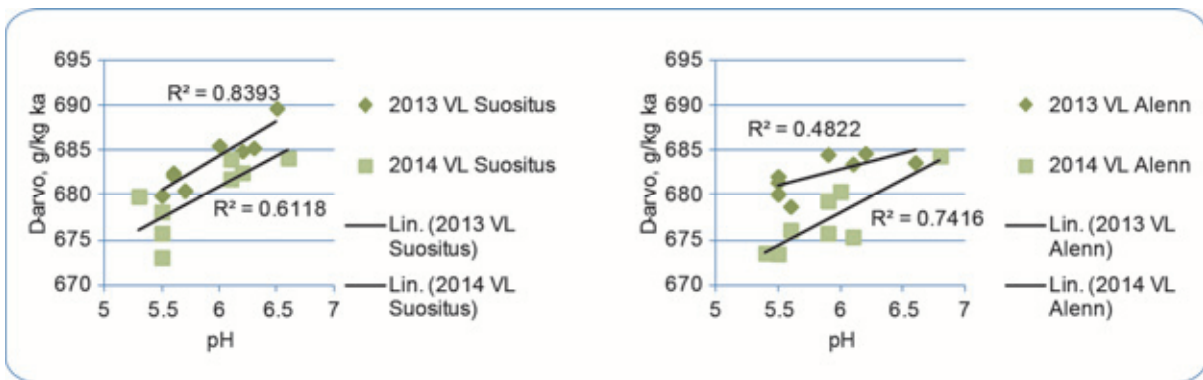 695
690
685
680
675
670
D-arvo, g/kg ka
R² = 0.8393
R² = 0.6118
5
5.5
6
6.5
7
pH
2013 VL Suositus
2014 VL Suositus
Lin. (2013 VL
Suositus)
Lin. (2014 VL
Suositus)
695
690
685
680
675
670
D-arvo, g/kg ka
R² = 0.4822
R² = 0.7416
5
5.5
6
6.5
7
pH
2013 VL Alenn
2014 VL Alenn
Lin. (2013 VL
Alenn)
Lin. (2014 VL
Alenn)